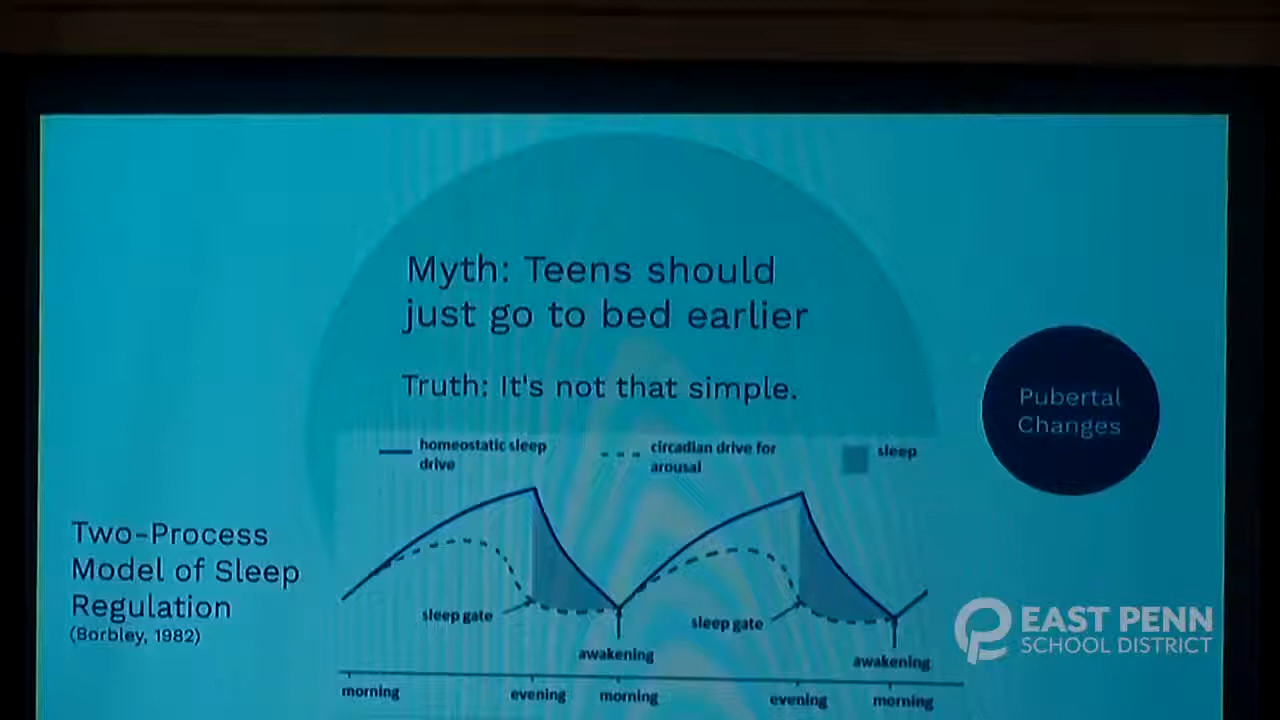 Myth: Teens should
just go to bed earlier
Truth: It's not that simple.
Pubertal
Changes
homeostatic sleep
drive
circadian drive for
arousal
sleep
Two-Process
Model of Sleep
Regulation
(Borbley, 1982)
sleep gate
sleep gate
awakening
awakening
morning
evening
morning
evening
morning
EAST PENN
SCHOOL DISTRICT